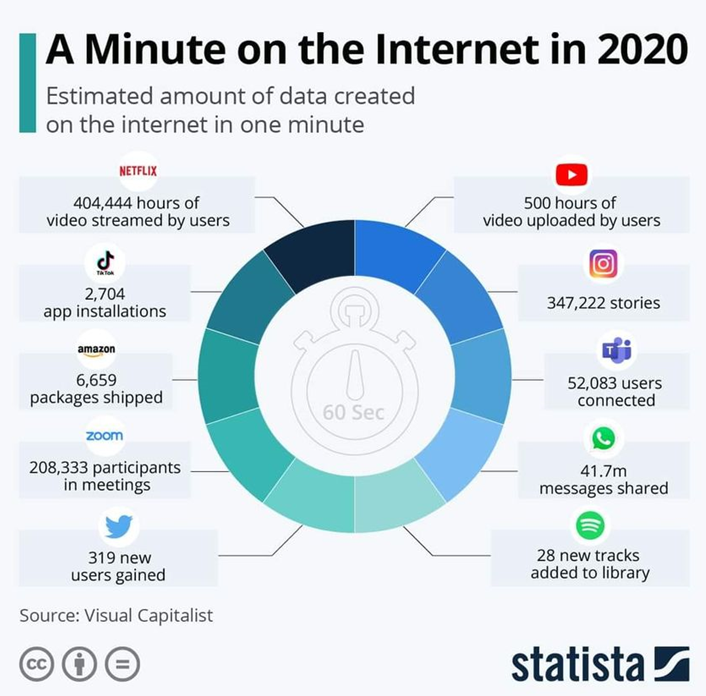 A Minute on the Internet in 2020
Estimated amount of data created
on the internet in one minute
NETFLIX
404,444 hours of
video streamed by users
500 hours of
video uploaded by users
TikTok
2,704
app installations
347,222 stories
amazon
6,659
packages shipped
T
52,083 users
connected
zoom
208,333 participants
in meetings
41.7m
messages shared
319 new
users gained
28 new tracks
added to library
60 Sec
Source: Visual Capitalist
cc
statista